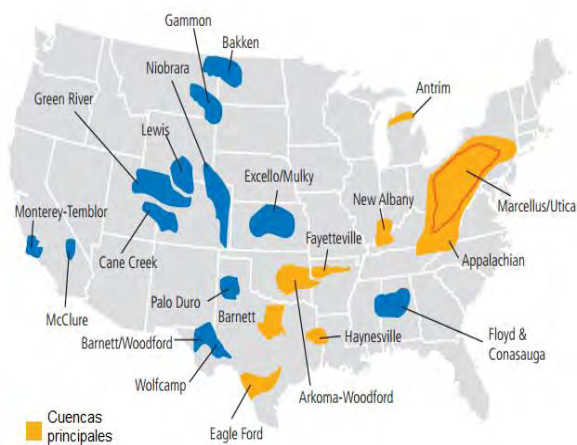 Gammon
Bakken
Niobrara
Antrim
Green River
Lewis
Excello/Mulky
New Albany
Marcellus/Utica
Monterey-Temblor
Fayetteville
Cane Creek
Appalachian
Palo Duro
McClure
Barnett
Barnett/Woodford
Haynesville
Floyd &
Conasauga
Wolfcamp
Arkoma-Woodford
Cuencas
principales
Eagle Ford